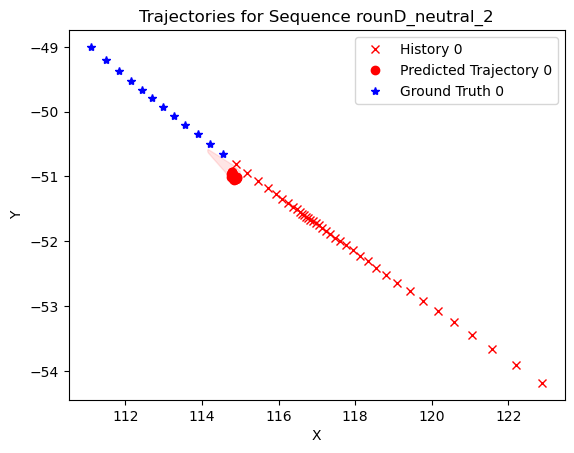 Trajectories for Sequence rounD_neutral_2
History 0
Predicted Trajectory 0
Ground Truth 0
−49
−50
−51
−52
−53
−54
Y
112
114
116
118
120
122
X